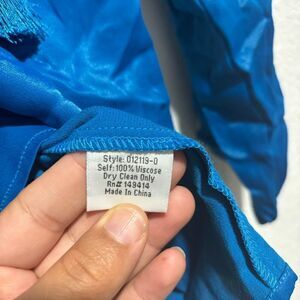 Style: 012119-0
Self: 100% Viscose
Dry Clean Only
Rn# 149414
Made In China